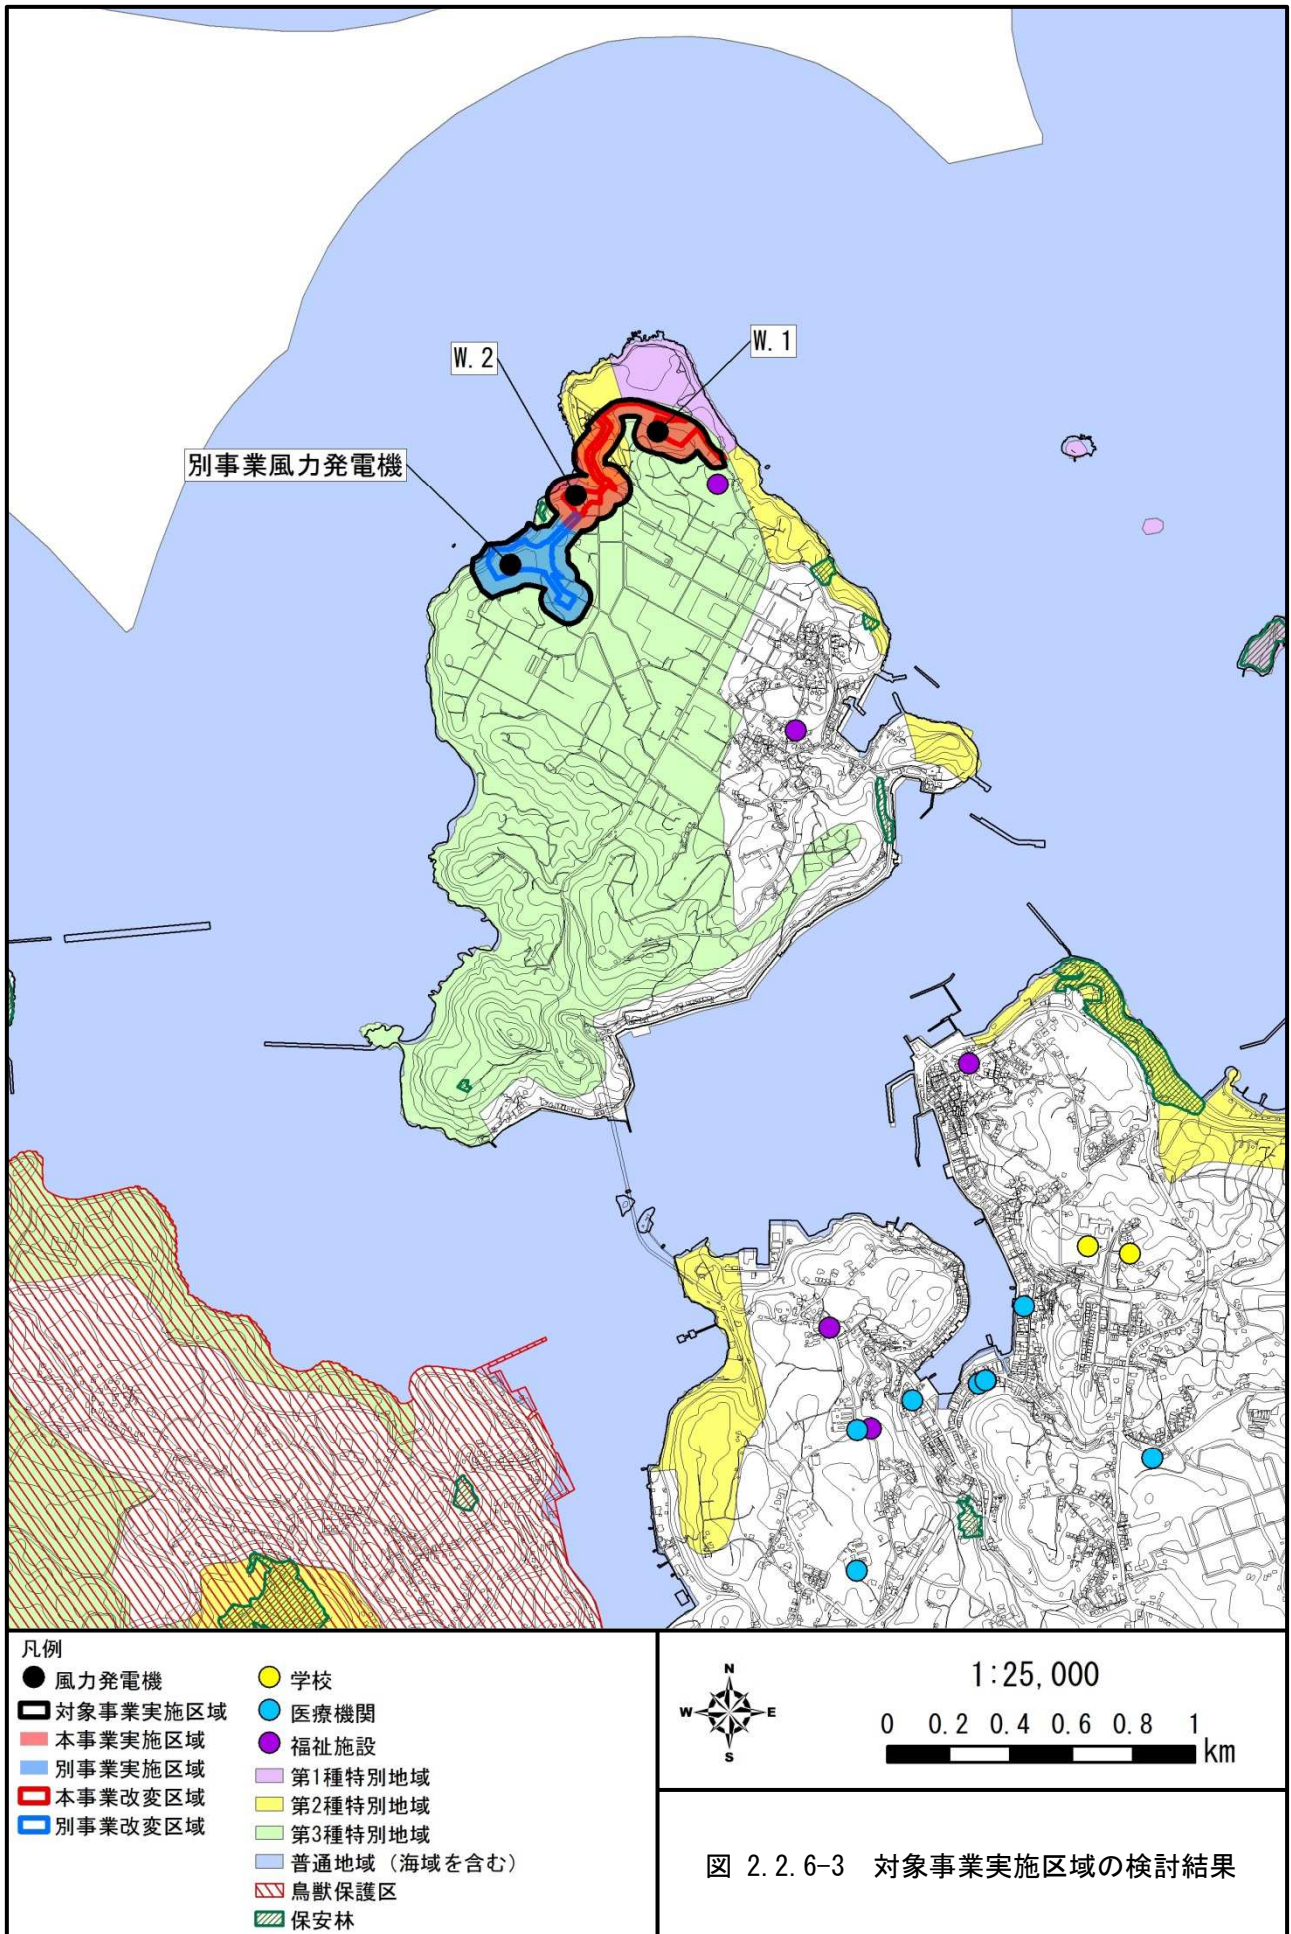 W. 1
W. 2
別事業風力発電機
凡例
風力発電機
対象事業実施区域
本事業実施区域
別事業実施区域
本事業改変区域
別事業改変区域
学校
医療機関
福祉施設
第1種特別地域
第2種特別地域
第3種特別地域
普通地域（海域を含む）
鳥獣保護区
保安林
N
W E
S
1:25,000
0 0.2 0.4 0.6 0.8 1
km
図 2.2.6-3 対象事業実施区域の検討結果